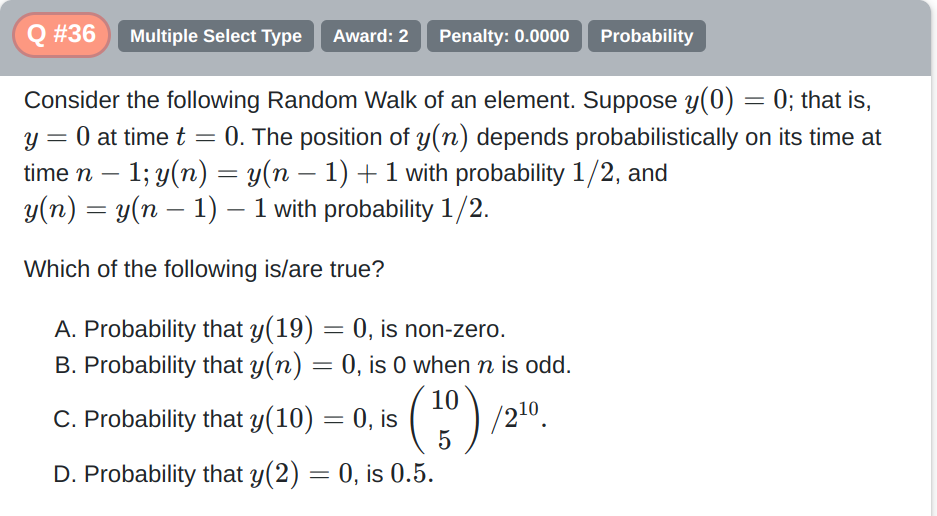 Q #36 Multiple Select Type Award: 2 Penalty: 0.0000 Probability
Consider the following Random Walk of an element. Suppose y(0) = 0; that is,
y = 0 at time t = 0. The position of y(n) depends probabilistically on its time at
time n − 1; y(n) = y(n − 1) + 1 with probability 1/2, and
y(n) = y(n − 1) − 1 with probability 1/2.
Which of the following is/are true?
A. Probability that y(19) = 0, is non-zero.
B. Probability that y(n) = 0, is 0 when n is odd.
C. Probability that y(10) = 0, is (10 5)/2^10.
D. Probability that y(2) = 0, is 0.5.